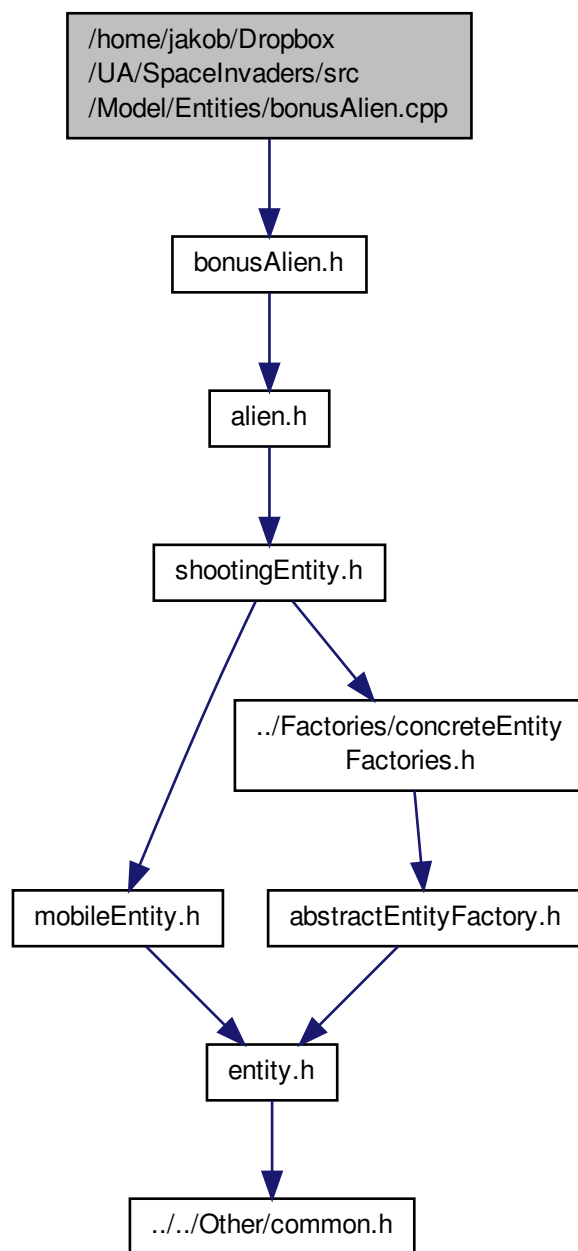 /home/jakob/Dropbox
/UA/SpaceInvaders/src
/Model/Entities/bonusAlien.cpp
bonusAlien.h
alien.h
shootingEntity.h
../Factories/concreteEntity
Factories.h
mobileEntity.h
abstractEntityFactory.h
entity.h
../../Other/common.h